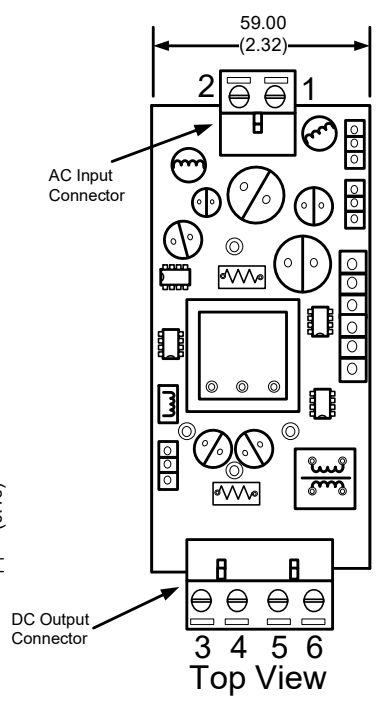 59.00
(2.32)
2 1
AC Input
Connector
DC Output
Connector
3 4 5 6
Top View